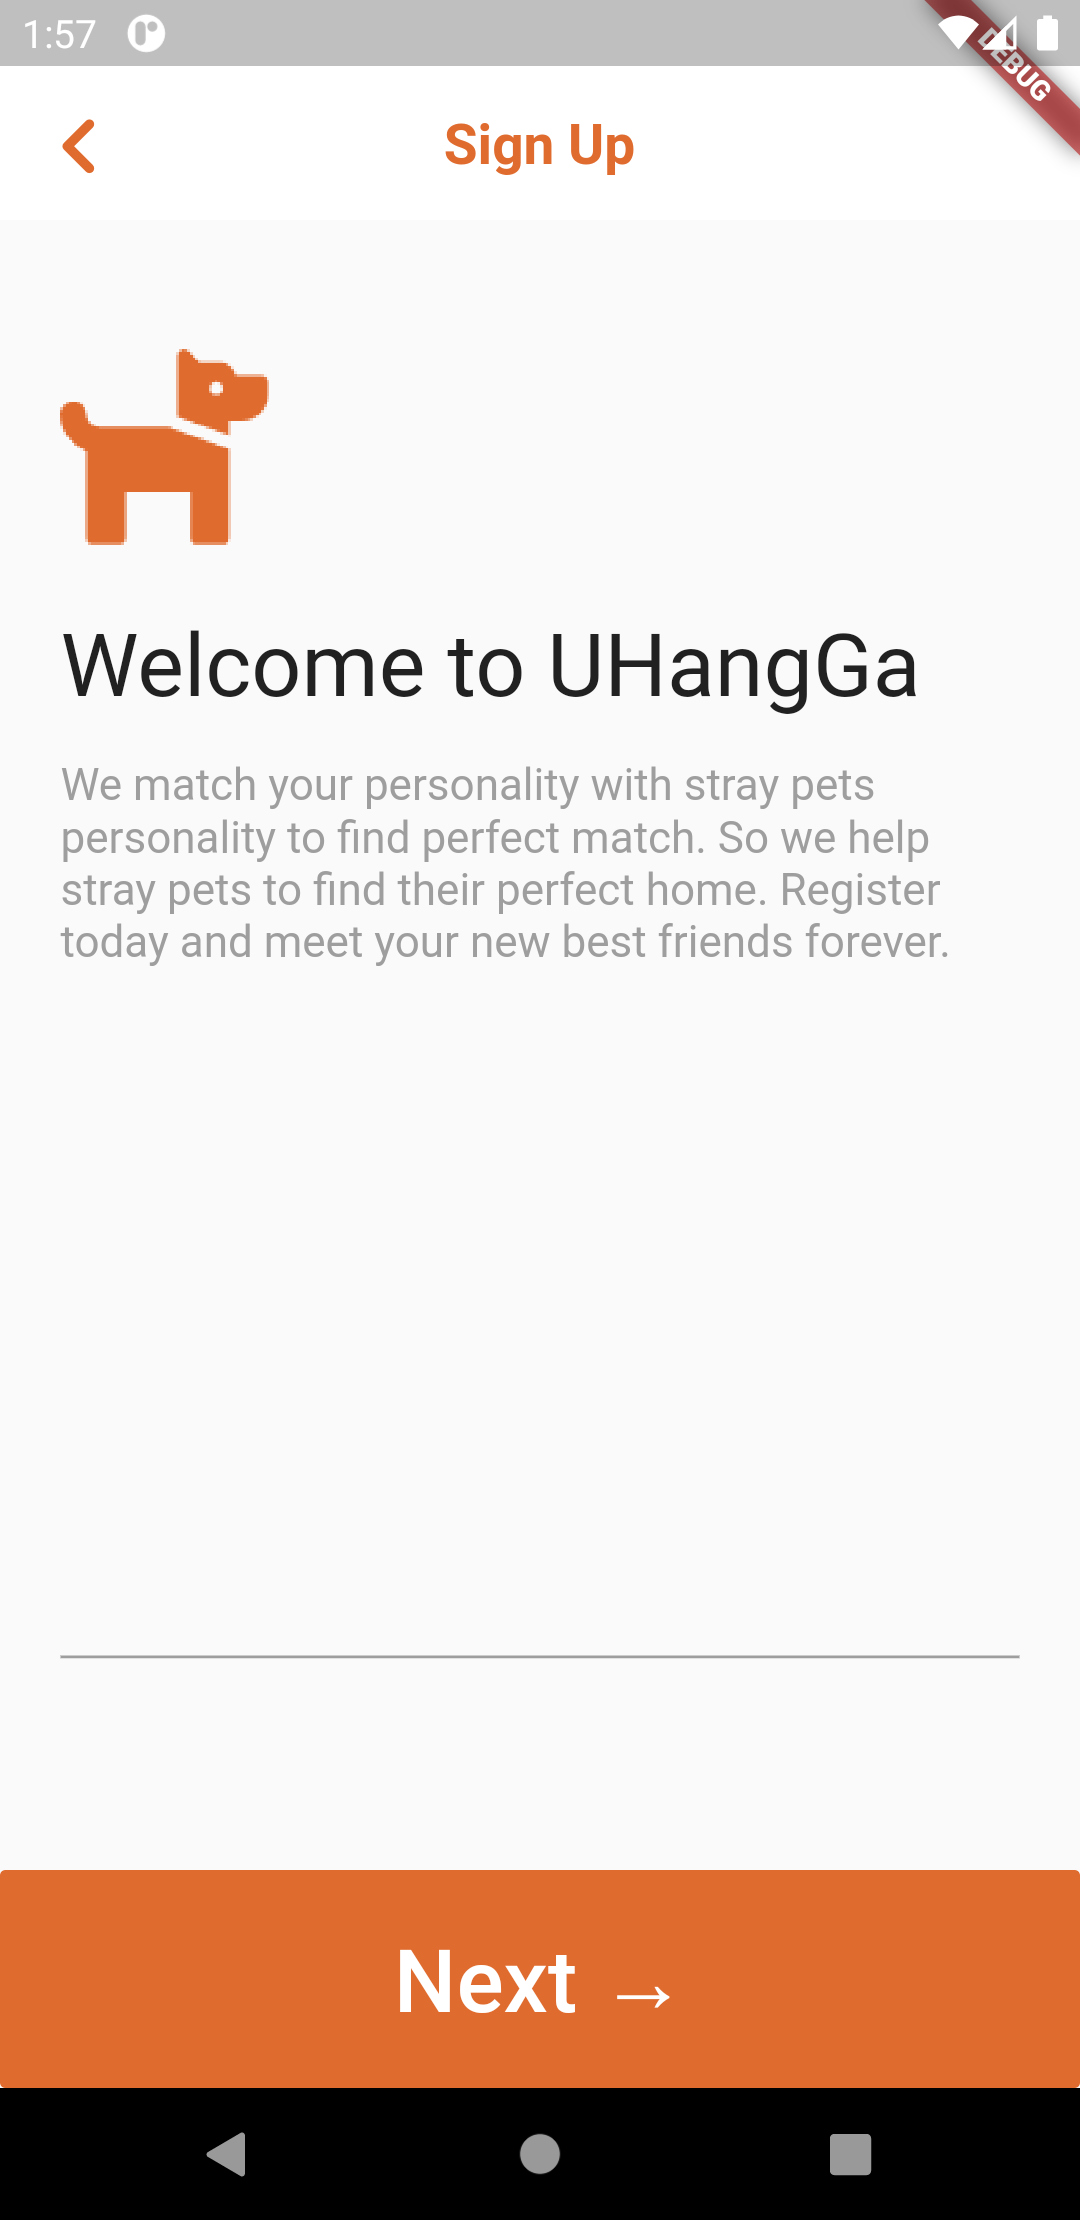 1:57
DEBUG
Sign Up
Welcome to UHangGa
We match your personality with stray pets
personality to find perfect match. So we help
stray pets to find their perfect home. Register
today and meet your new best friends forever.
Next →